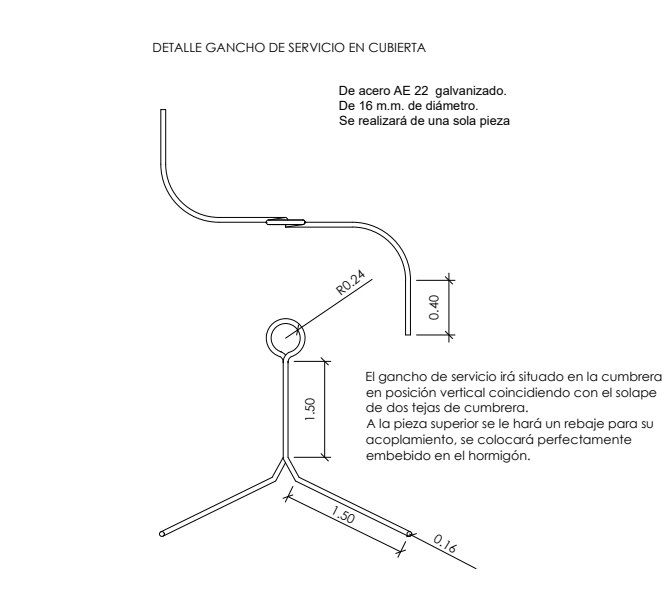 DETALLE GANCHO DE SERVICIO EN CUBIERTA
De acero AE 22 galvanizado.
De 16 m.m. de diámetro.
Se realizará de una sola pieza
R0.24
0.40
El gancho de servicio irá situado en la cumbrera
en posición vertical coincidiendo con el solape
de dos tejas de cumbrera.
A la pieza superior se le hará un rebaje para su
acoplamiento, se colocará perfectamente
embebido en el hormigón.
1.50
1.50
0.16